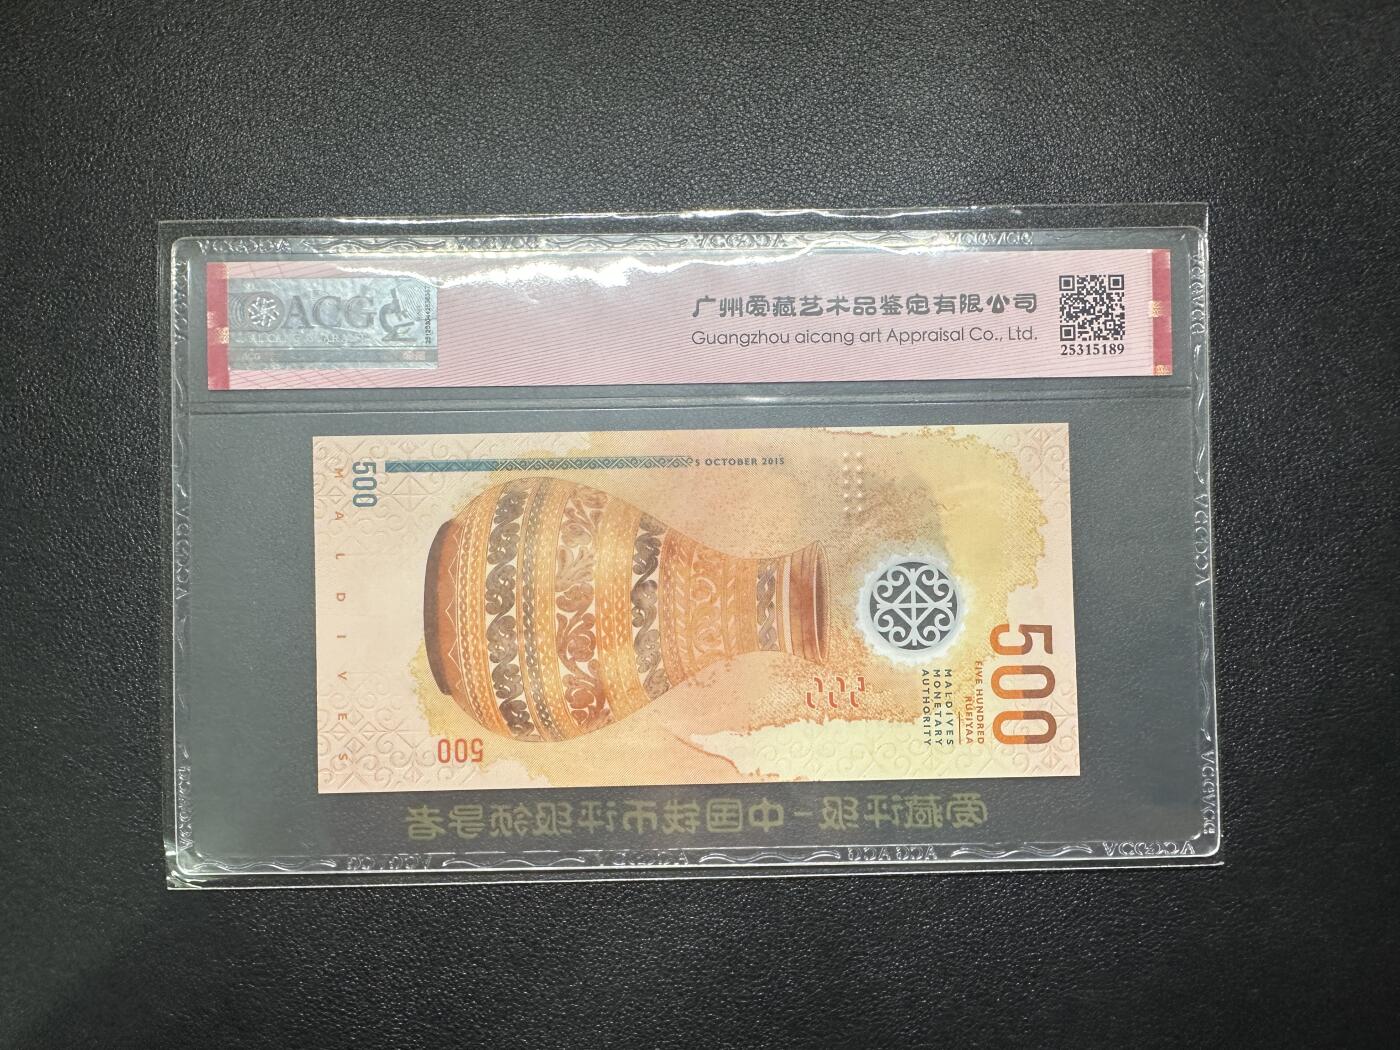 ACG
广州爱藏艺术品鉴定有限公司
Guangzhou aicang art Appraisal Co., Ltd.
25315189
500
5 OCTOBER 2015
MALDIVES
500
500
FIVE HUNDRED
RUFIYAA
MALDIVES
MONETARY
AUTHORITY
爱藏评级-中国钱币评级领导者